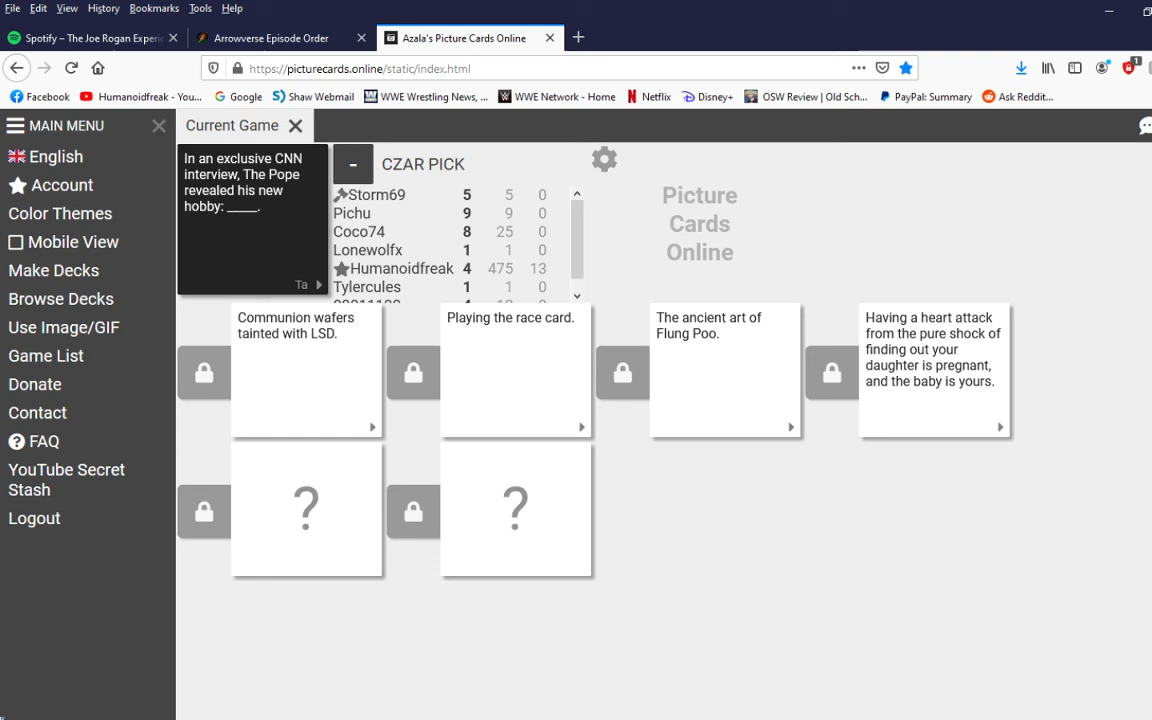 File Edit View History Bookmarks Tools Help
Spotify – The Joe Rogan Experi
Arrowverse Episode Order
Azala's Picture Cards Online
https://picturecards.online/static/index.html
1
Facebook
Humanoidfreak - You...
Google
Shaw Webmail
WWE Wrestling News, ...
WWE Network - Home
Netflix
Disney+
OSW Review | Old Sch...
PayPal: Summary
Ask Reddit...
MAIN MENU
Current Game
English
Account
Color Themes
Mobile View
Make Decks
Browse Decks
Use Image/GIF
Game List
Donate
Contact
FAQ
YouTube Secret
Stash
Logout
In an exclusive CNN
interview, The Pope
revealed his new
hobby: _____.
Ta
-
CZAR PICK
Storm69 5 5 0
Pichu 9 9 0
Coco74 8 25 0
Lonewolfx 1 1 0
Humanoidfreak 4 475 13
Tylercules 1 1 0
Picture
Cards
Online
Communion wafers
tainted with LSD.
Playing the race card.
The ancient art of
Flung Poo.
Having a heart attack
from the pure shock of
finding out your
daughter is pregnant,
and the baby is yours.
?
?